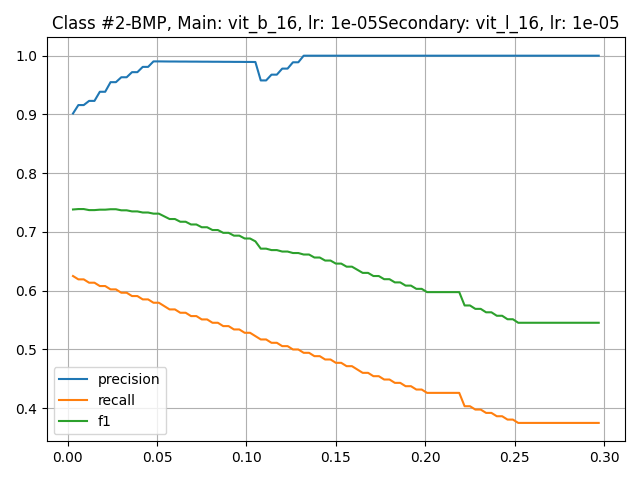 Class #2-BMP, Main: vit_b_16, lr: 1e-05Secondary: vit_l_16, lr: 1e-05
1.0
0.9
0.8
0.7
0.6
0.5
0.4
precision
recall
f1
0.00 0.05 0.10 0.15 0.20 0.25 0.30